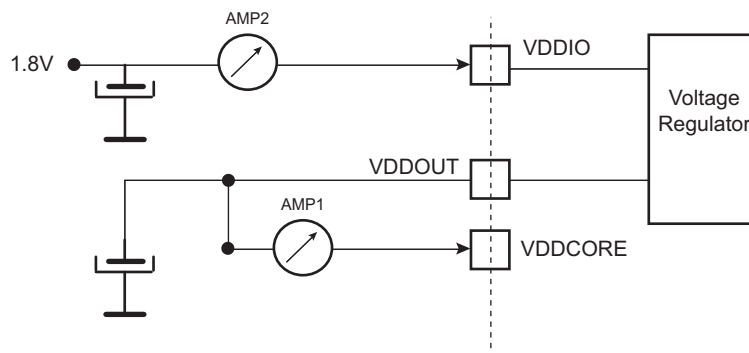 AMP2
1.8V
VDDIO
Voltage
Regulator
VDDOUT
AMP1
VDDCORE